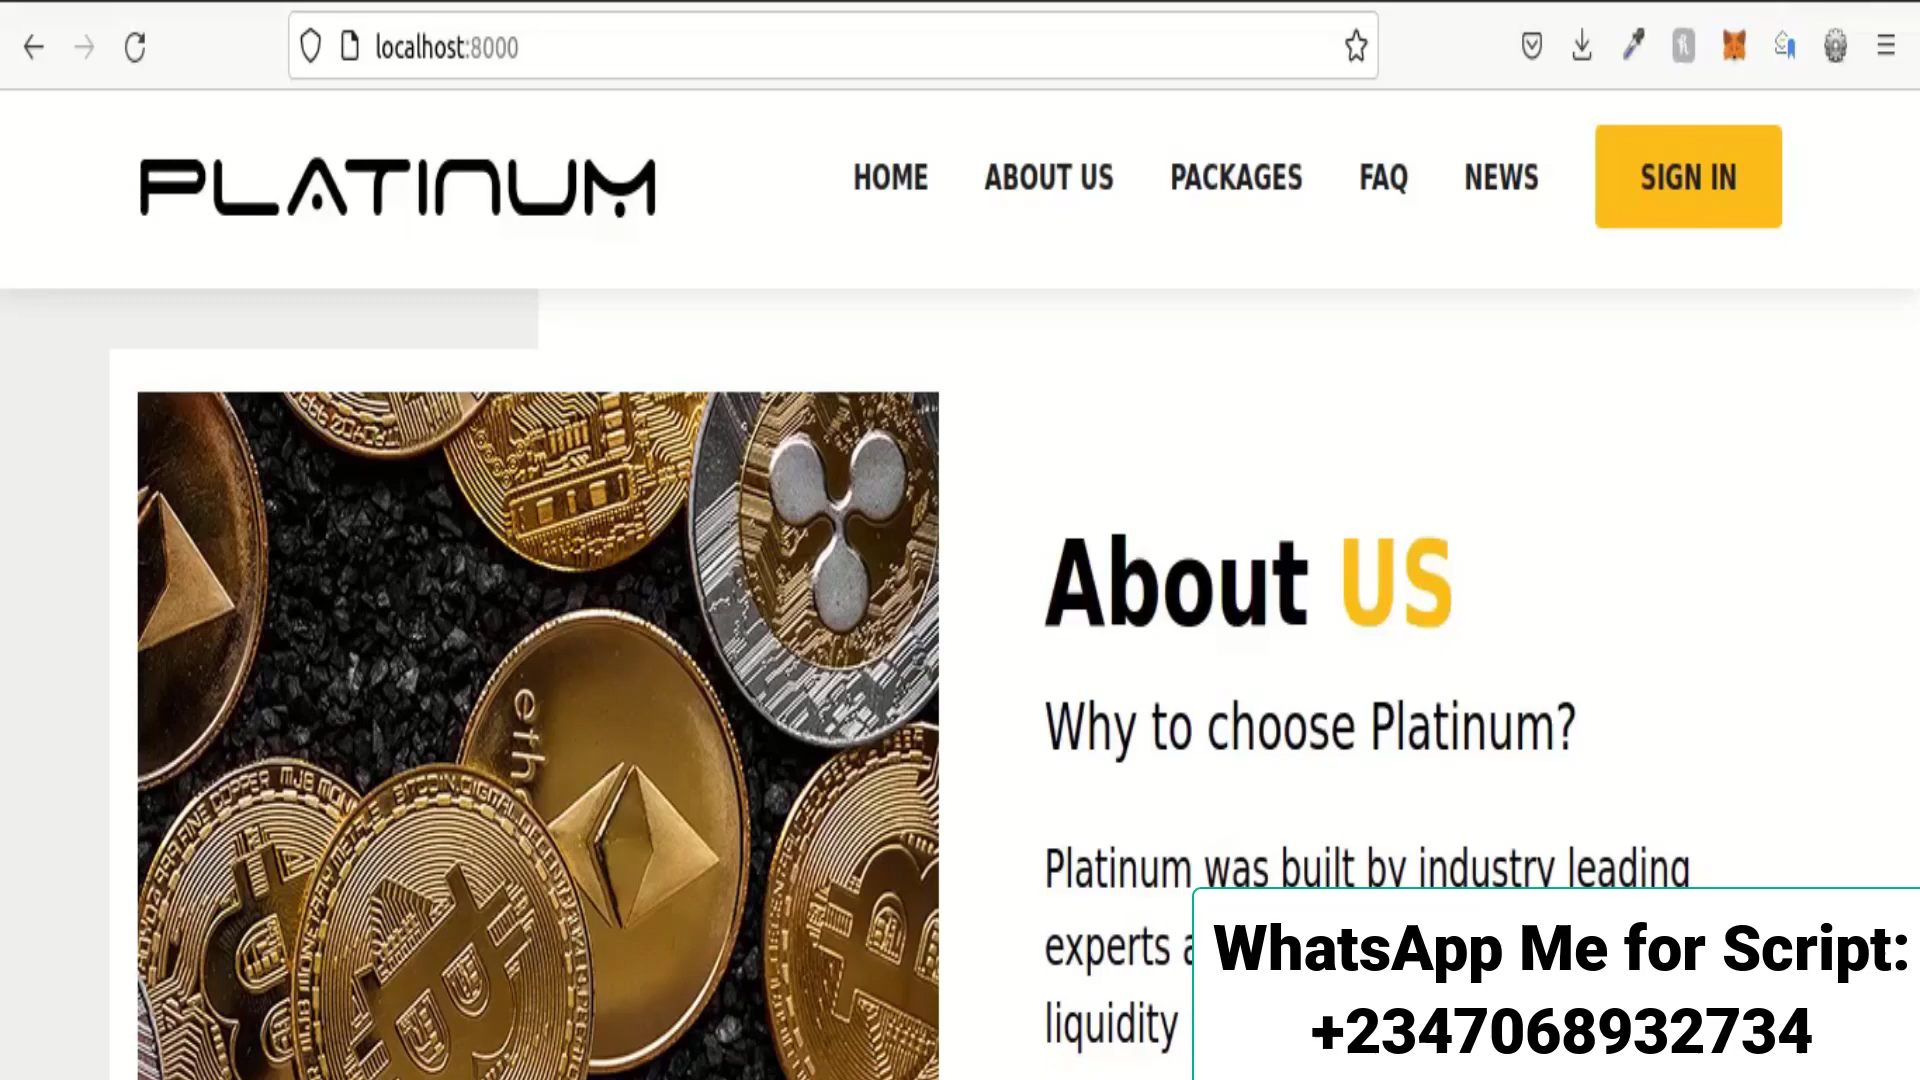 localhost:8000
PLATINUM
HOME ABOUT US PACKAGES FAQ NEWS SIGN IN
About US
Why to choose Platinum?
Platinum was built by industry leading
experts
liquidity
WhatsApp Me for Script:
+2347068932734
eth